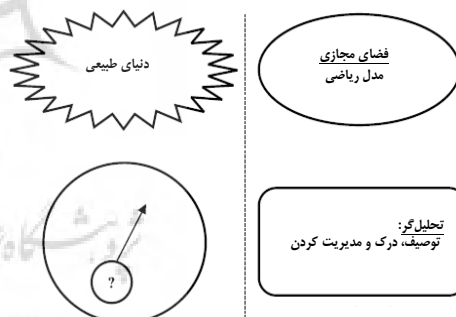 فضای مجازی
مدل ریاضی
دنیای طبیعی
تحلیل‌گر:
توصیف، درک و مدیریت کردن
?